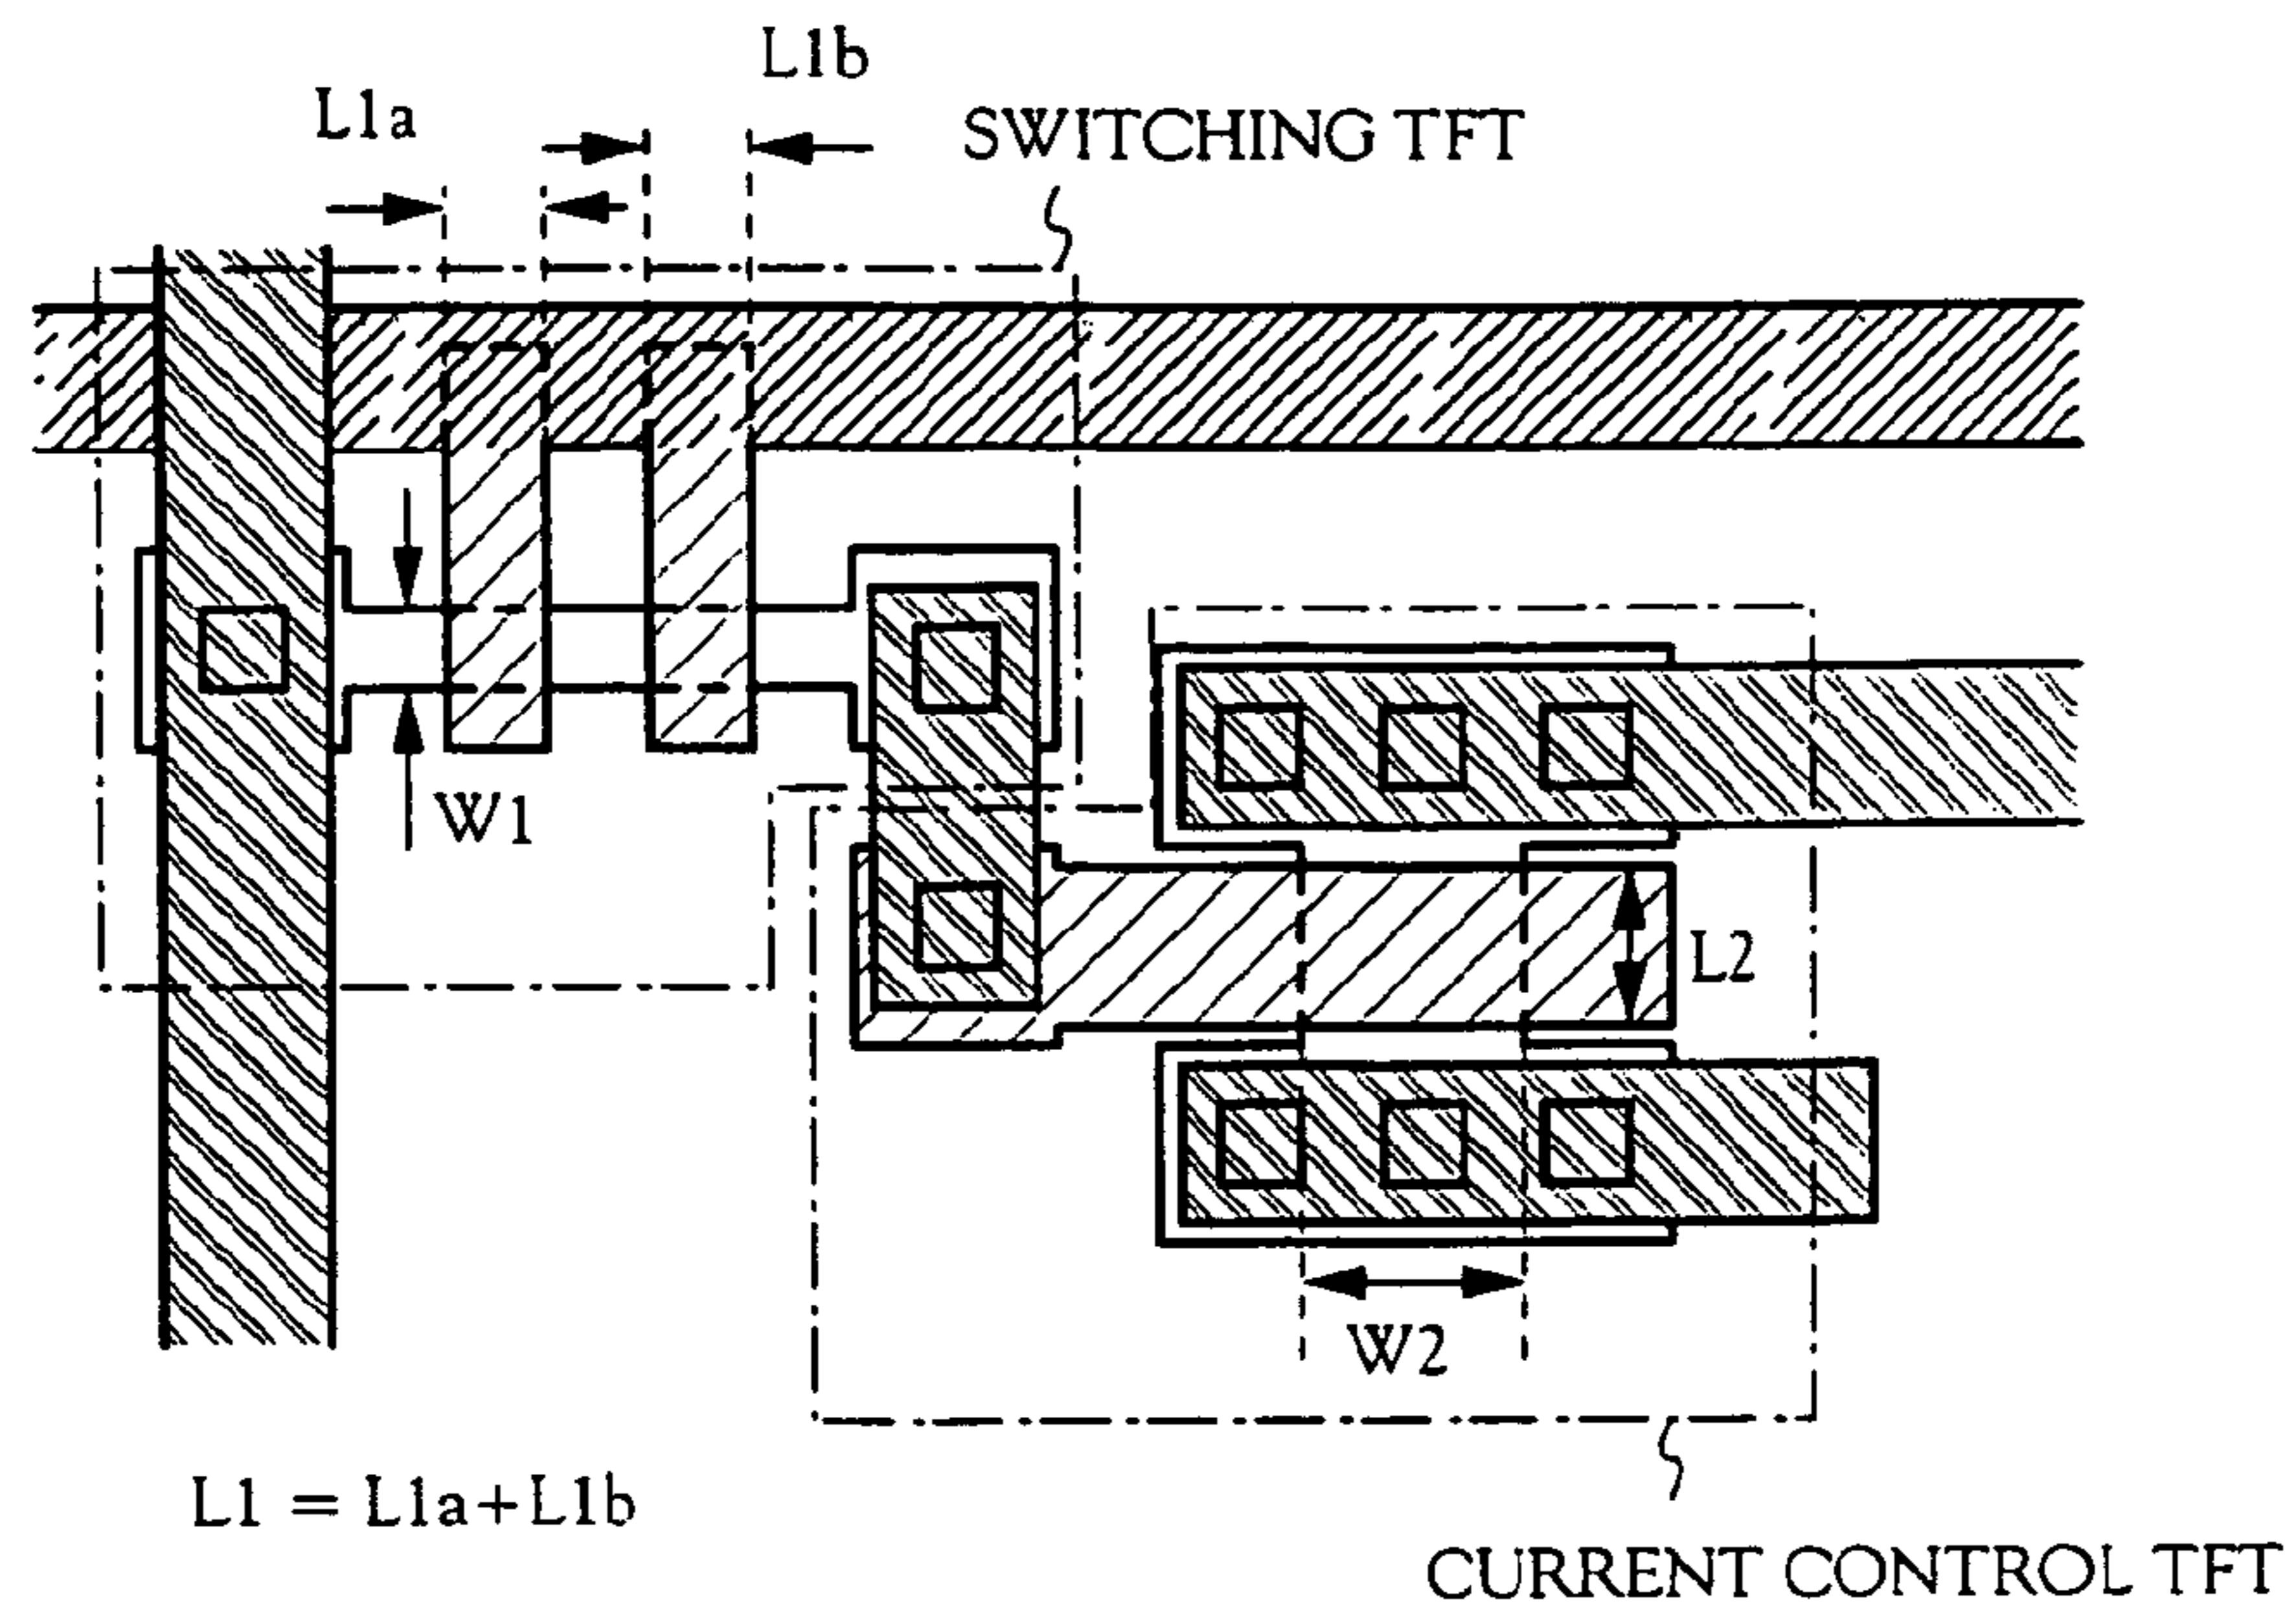 L1b
L1a
SWITCHING TFT
W1
L2
W2
L1 = L1a+L1b
CURRENT CONTROL TFT